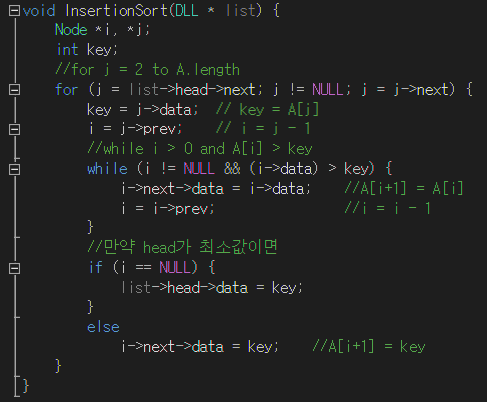 void InsertionSort(DLL * list) {
    Node *i, *j;
    int key;
    //for j = 2 to A.length
    for (j = list->head->next; j != NULL; j = j->next) {
        key = j->data;  // key = A[j]
        i = j->prev;    // i = j - 1
        //while i > 0 and A[i] > key
        while (i != NULL && (i->data) > key) {
            i->next->data = i->data;    //A[i+1] = A[i]
            i = i->prev;                //i = i - 1
        }
        //만약 head가 최소값이면
        if (i == NULL) {
            list->head->data = key;
        }
        else
            i->next->data = key;    //A[i+1] = key
    }
}